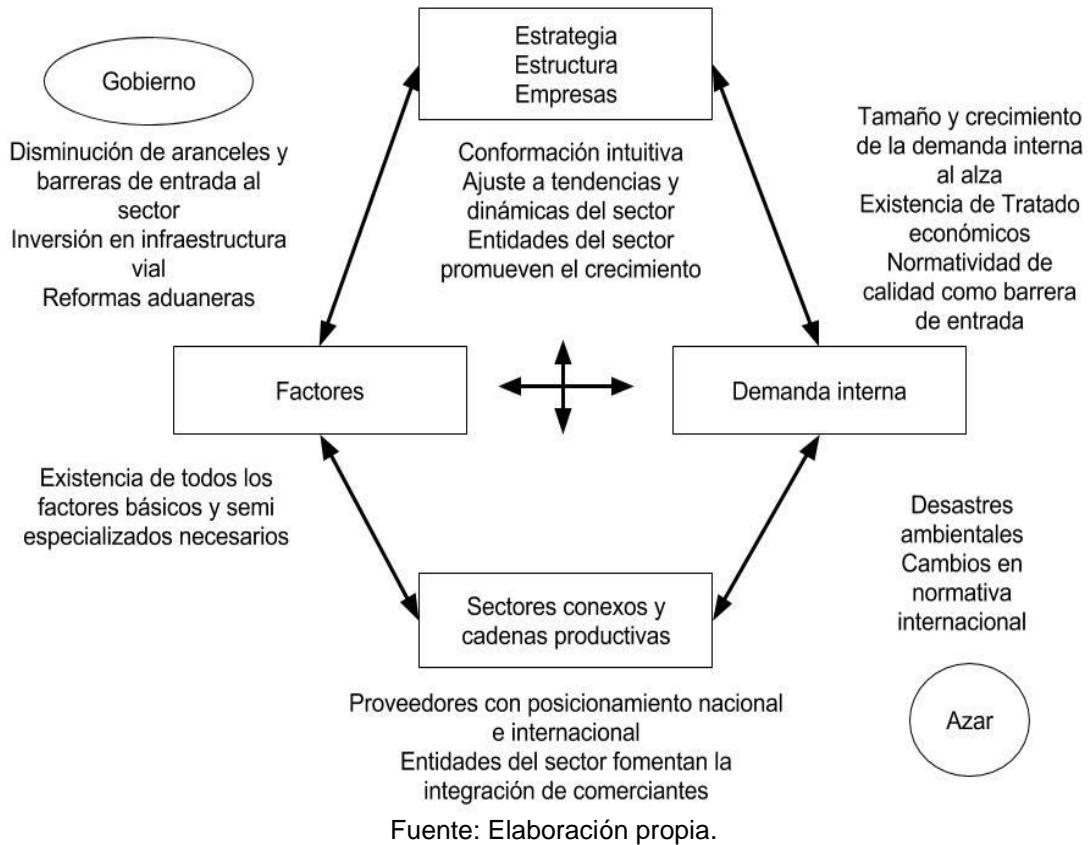 Estrategia
Estructura
Empresas
Gobierno
Disminución de aranceles y
barreras de entrada al
sector
Inversión en infraestructura
vial
Reformas aduaneras
Conformación intuitiva
Ajuste a tendencias y
dinámicas del sector
Entidades del sector
promueven el crecimiento
Tamaño y crecimiento
de la demanda interna
al alza
Existencia de Tratado
económicos
Normatividad de
calidad como barrera
de entrada
Factores
Demanda interna
Existencia de todos los
factores básicos y semi
especializados necesarios
Desastres
ambientales
Cambios en
normativa
internacional
Sectores conexos y
cadenas productivas
Proveedores con posicionamiento nacional
e internacional
Entidades del sector fomentan la
integración de comerciantes
Azar
Fuente: Elaboración propia.